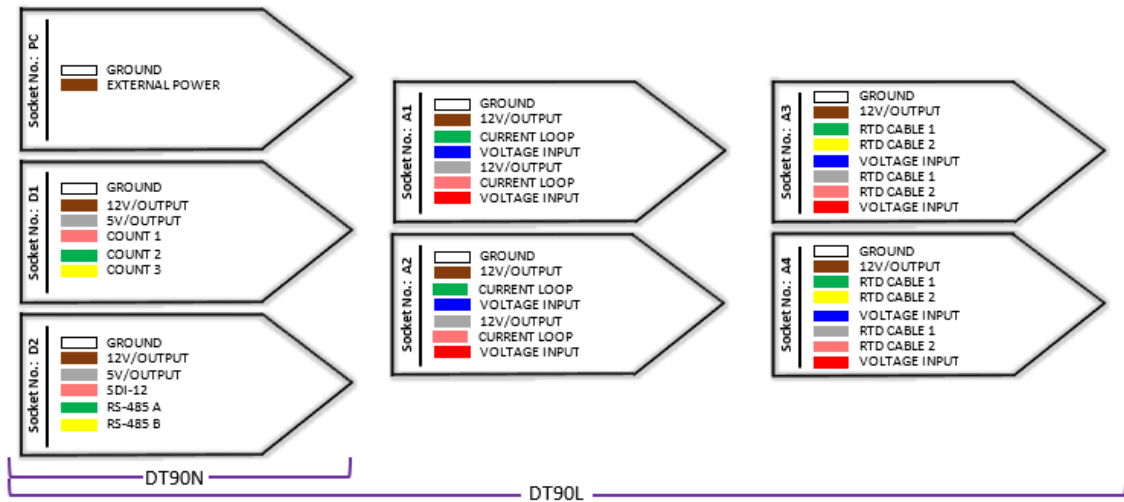 Socket No.: PC
GROUND
EXTERNAL POWER
Socket No.: D1
GROUND
12V/OUTPUT
5V/OUTPUT
COUNT 1
COUNT 2
COUNT 3
Socket No.: D2
GROUND
12V/OUTPUT
5V/OUTPUT
SDI-12
RS-485 A
RS-485 B
Socket No.: A1
GROUND
12V/OUTPUT
CURRENT LOOP
VOLTAGE INPUT
12V/OUTPUT
CURRENT LOOP
VOLTAGE INPUT
Socket No.: A2
GROUND
12V/OUTPUT
CURRENT LOOP
VOLTAGE INPUT
12V/OUTPUT
CURRENT LOOP
VOLTAGE INPUT
Socket No.: A3
GROUND
12V/OUTPUT
RTD CABLE 1
RTD CABLE 2
VOLTAGE INPUT
RTD CABLE 1
RTD CABLE 2
VOLTAGE INPUT
Socket No.: A4
GROUND
12V/OUTPUT
RTD CABLE 1
RTD CABLE 2
VOLTAGE INPUT
RTD CABLE 1
RTD CABLE 2
VOLTAGE INPUT
DT90N
DT90L